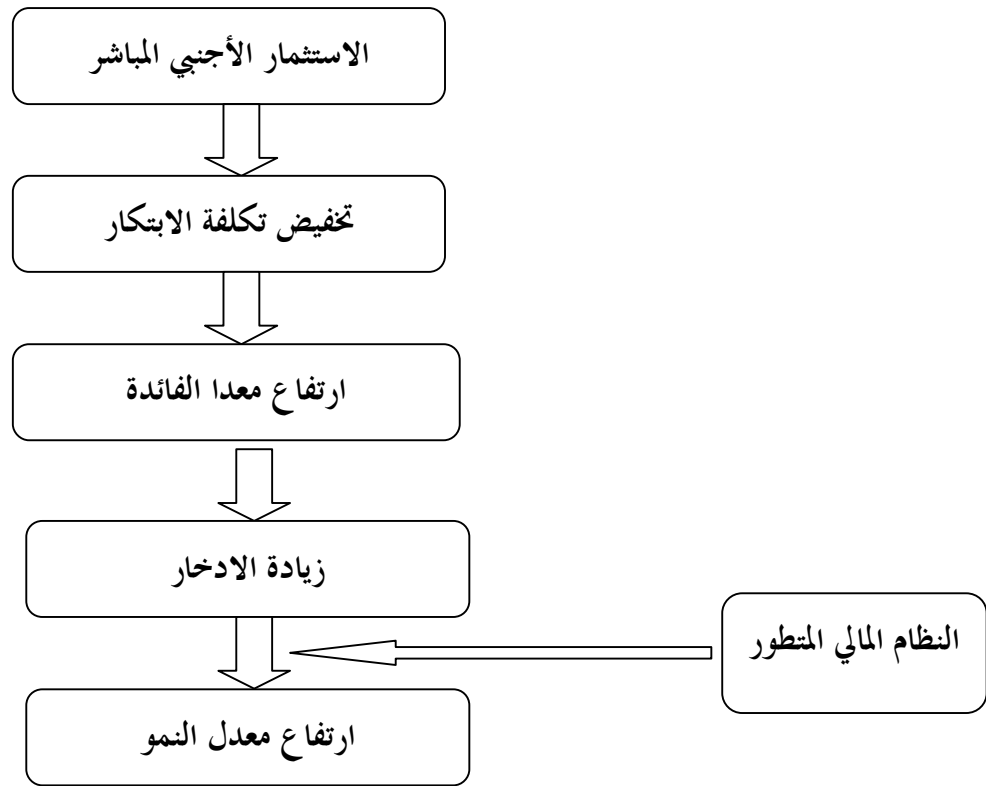 الاستثمار الأجنبي المباشر
تخفيض تكلفة الابتكار
ارتفاع معدا الفائدة
زيادة الادخار
النظام المالي المتطور
ارتفاع معدل النمو